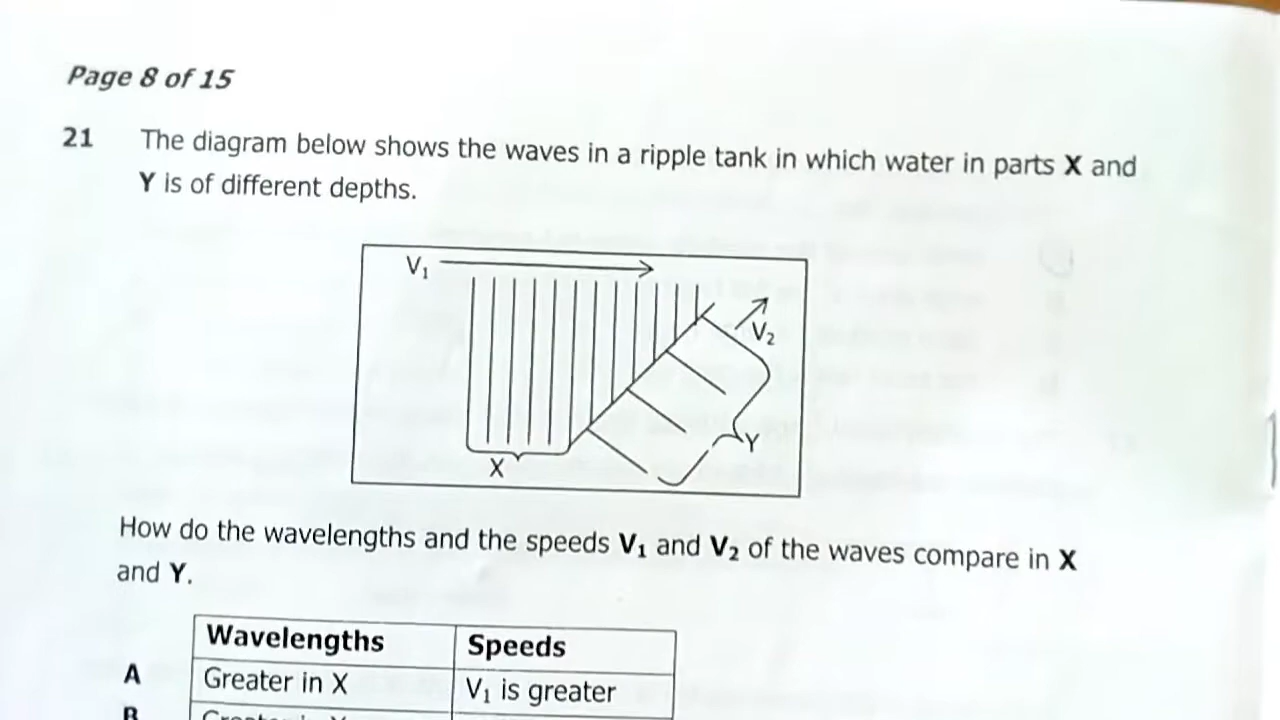 Page 8 of 15
21 The diagram below shows the waves in a ripple tank in which water in parts X and
Y is of different depths.
V₁
V₂
Y
X
How do the wavelengths and the speeds V₁ and V₂ of the waves compare in X
and Y.
Wavelengths Speeds
A Greater in X V₁ is greater
B